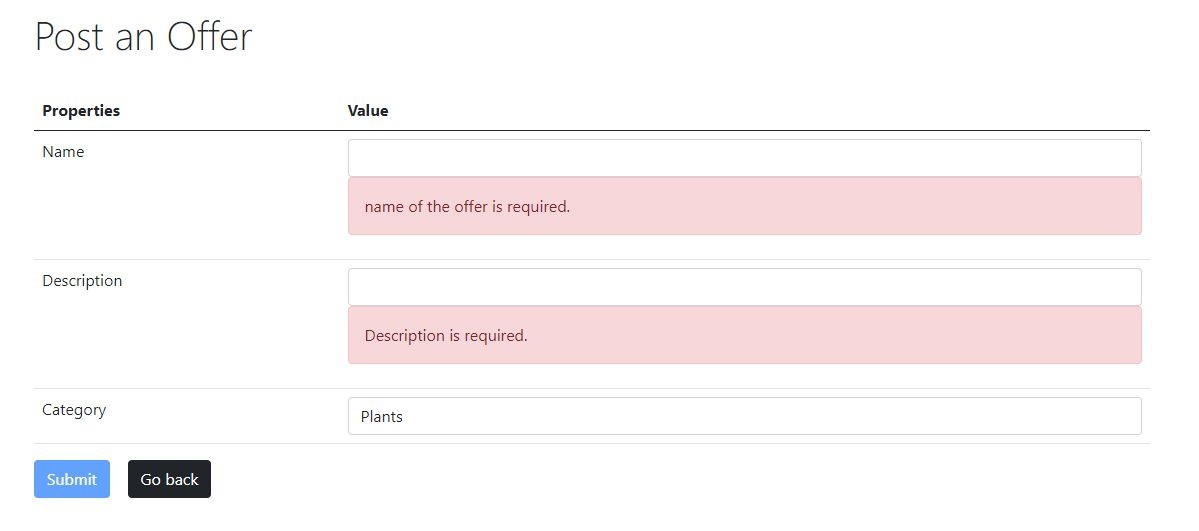 Post an Offer
Properties Value
Name
name of the offer is required.
Description
Description is required.
Category Plants
Submit Go back